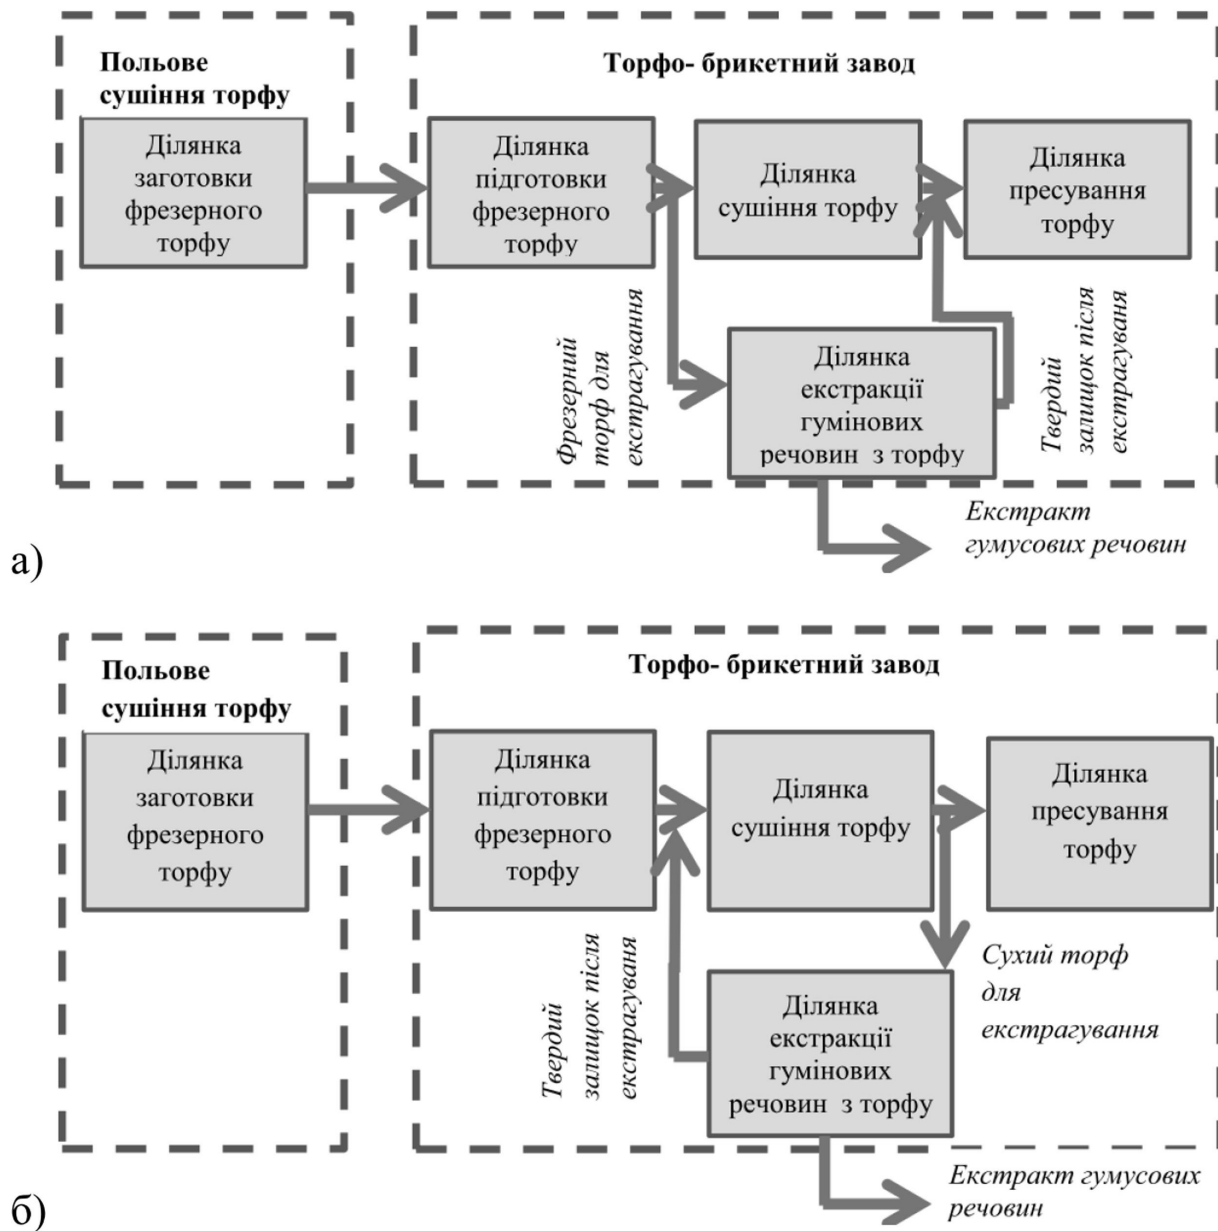 Польове
сушіння торфу
Торфо- брикетний завод
Ділянка
заготовки
фрезерного
торфу
Ділянка
підготовки
фрезерного
торфу
Ділянка
сушіння торфу
Ділянка
пресування
торфу
Фрезерний
торф для
екстрагування
Ділянка
екстракції
гумінових
речовин з торфу
Твердий
залищок після
екстрагуваня
Екстракт
гумусових речовин
а)
Польове
сушіння торфу
Торфо- брикетний завод
Ділянка
заготовки
фрезерного
торфу
Ділянка
підготовки
фрезерного
торфу
Ділянка
сушіння торфу
Ділянка
пресування
торфу
Твердий
залищок після
екстрагуваня
Ділянка
екстракції
гумінових
речовин з торфу
Сухий торф
для
екстрагування
Екстракт гумусових
речовин
б)